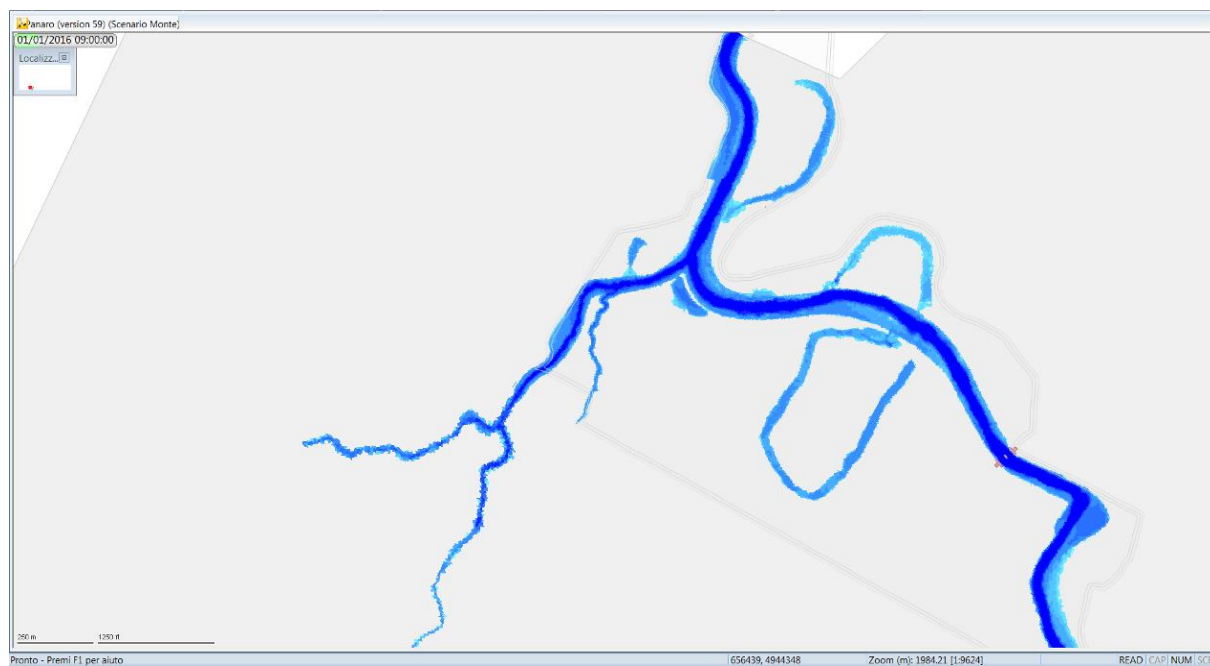 Panaro (version 59) (Scenario Monte)
01/01/2016 09:00:00
Localizz...
250 m 1250 ft
Pronto - Premi F1 per aiuto 656439, 4944348 Zoom (m): 1984.21 [1:9624] READ CAP NUM SC